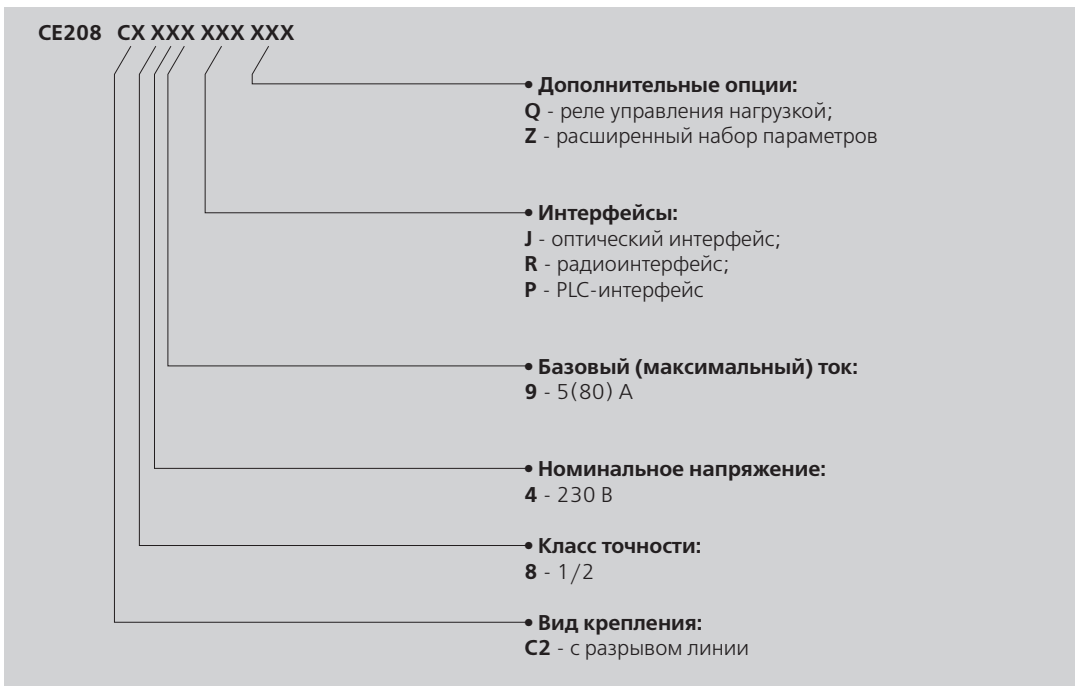 CE208 CX XXX XXX XXX
• Дополнительные опции:
Q - реле управления нагрузкой;
Z - расширенный набор параметров
• Интерфейсы:
J - оптический интерфейс;
R - радиоинтерфейс;
P - PLC-интерфейс
• Базовый (максимальный) ток:
9 - 5(80) А
• Номинальное напряжение:
4 - 230 В
• Класс точности:
8 - 1/2
• Вид крепления:
C2 - с разрывом линии